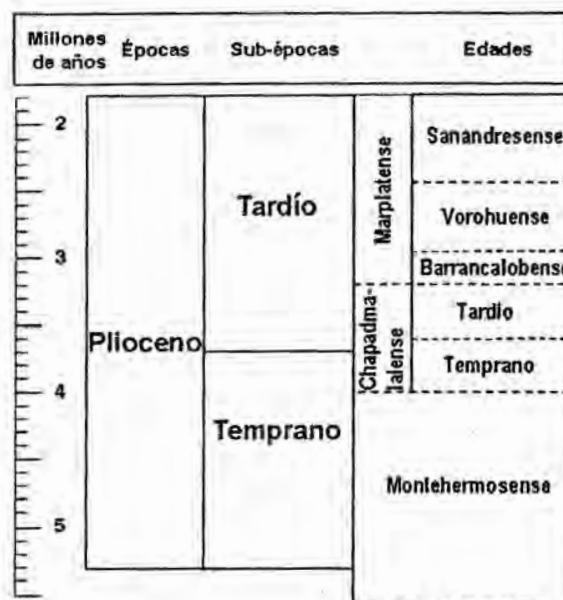 Millones de años
Épocas
Sub-épocas
Edades
2
3
4
5
Plioceno
Tardío
Temprano
Marplatense
Chapadma-
lalense
Sanandresense
Vorohuense
Barrancalobense
Tardío
Temprano
Montehermosense